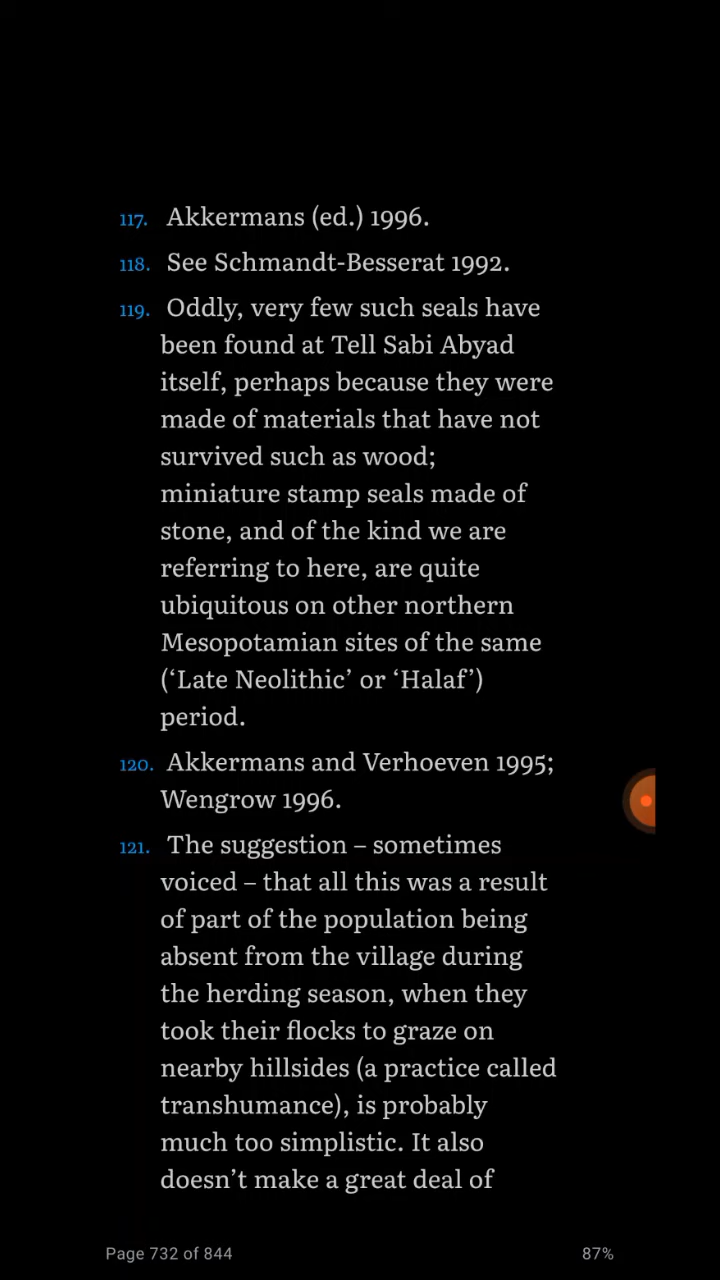 117. Akkermans (ed.) 1996.
118. See Schmandt-Besserat 1992.
119. Oddly, very few such seals have
been found at Tell Sabi Abyad
itself, perhaps because they were
made of materials that have not
survived such as wood;
miniature stamp seals made of
stone, and of the kind we are
referring to here, are quite
ubiquitous on other northern
Mesopotamian sites of the same
(‘Late Neolithic’ or ‘Halaf’)
period.
120. Akkermans and Verhoeven 1995;
Wengrow 1996.
121. The suggestion – sometimes
voiced – that all this was a result
of part of the population being
absent from the village during
the herding season, when they
took their flocks to graze on
nearby hillsides (a practice called
transhumance), is probably
much too simplistic. It also
doesn’t make a great deal of
Page 732 of 844 87%